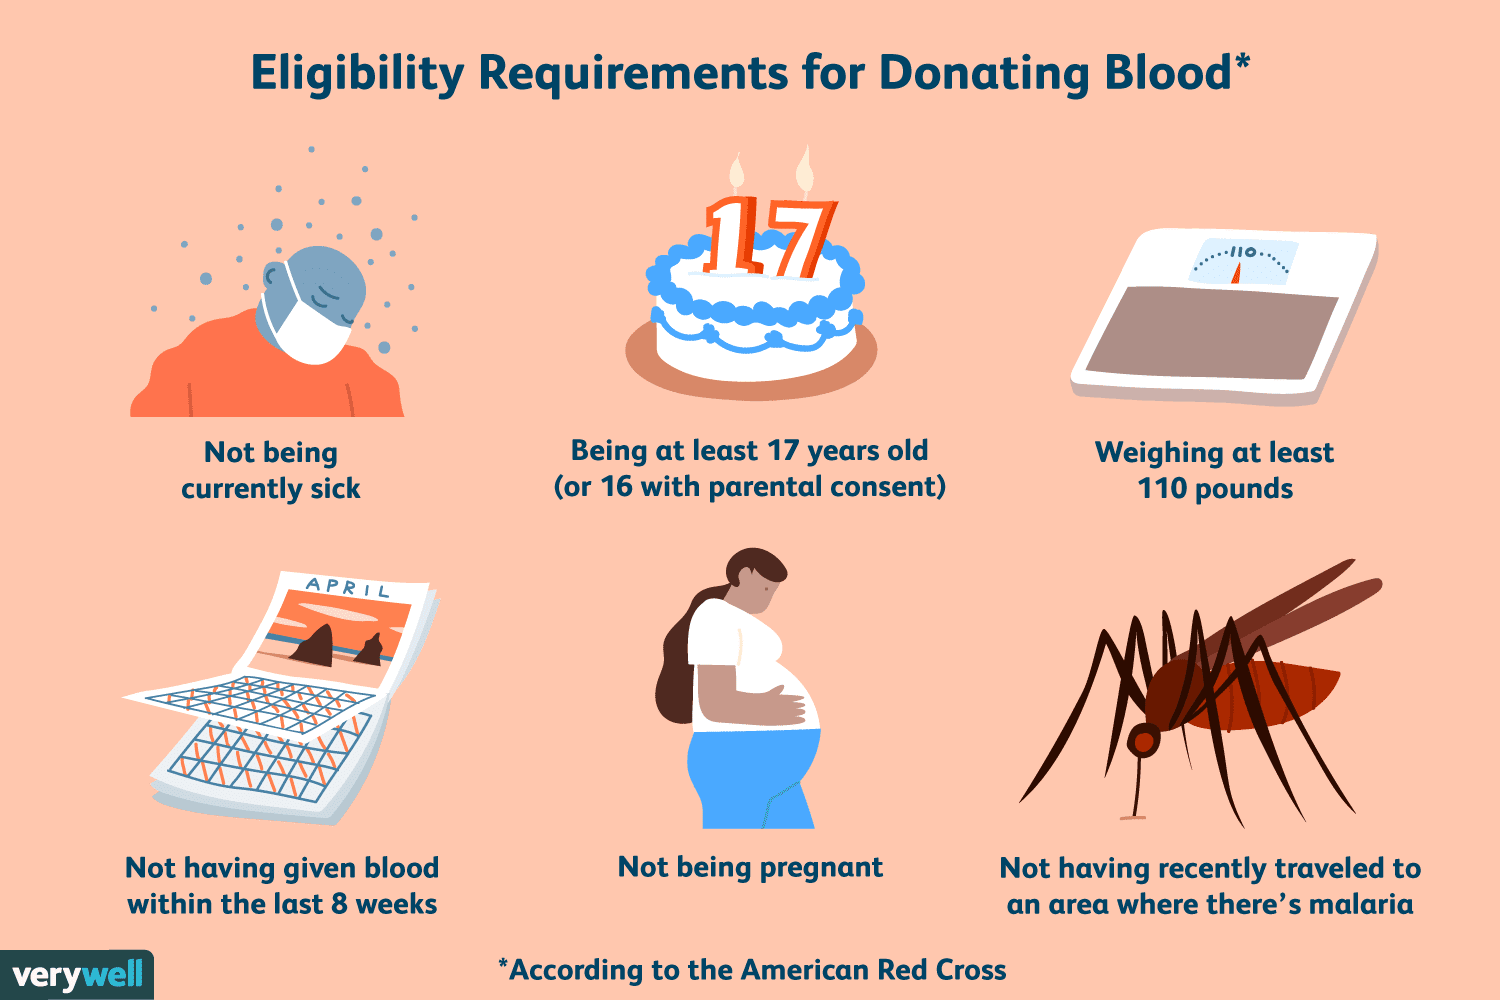 Eligibility Requirements for Donating Blood*
17
110
Not being
currently sick
Being at least 17 years old
(or 16 with parental consent)
Weighing at least
110 pounds
APRIL
Not having given blood
within the last 8 weeks
Not being pregnant
Not having recently traveled to
an area where there's malaria
*According to the American Red Cross
verywell